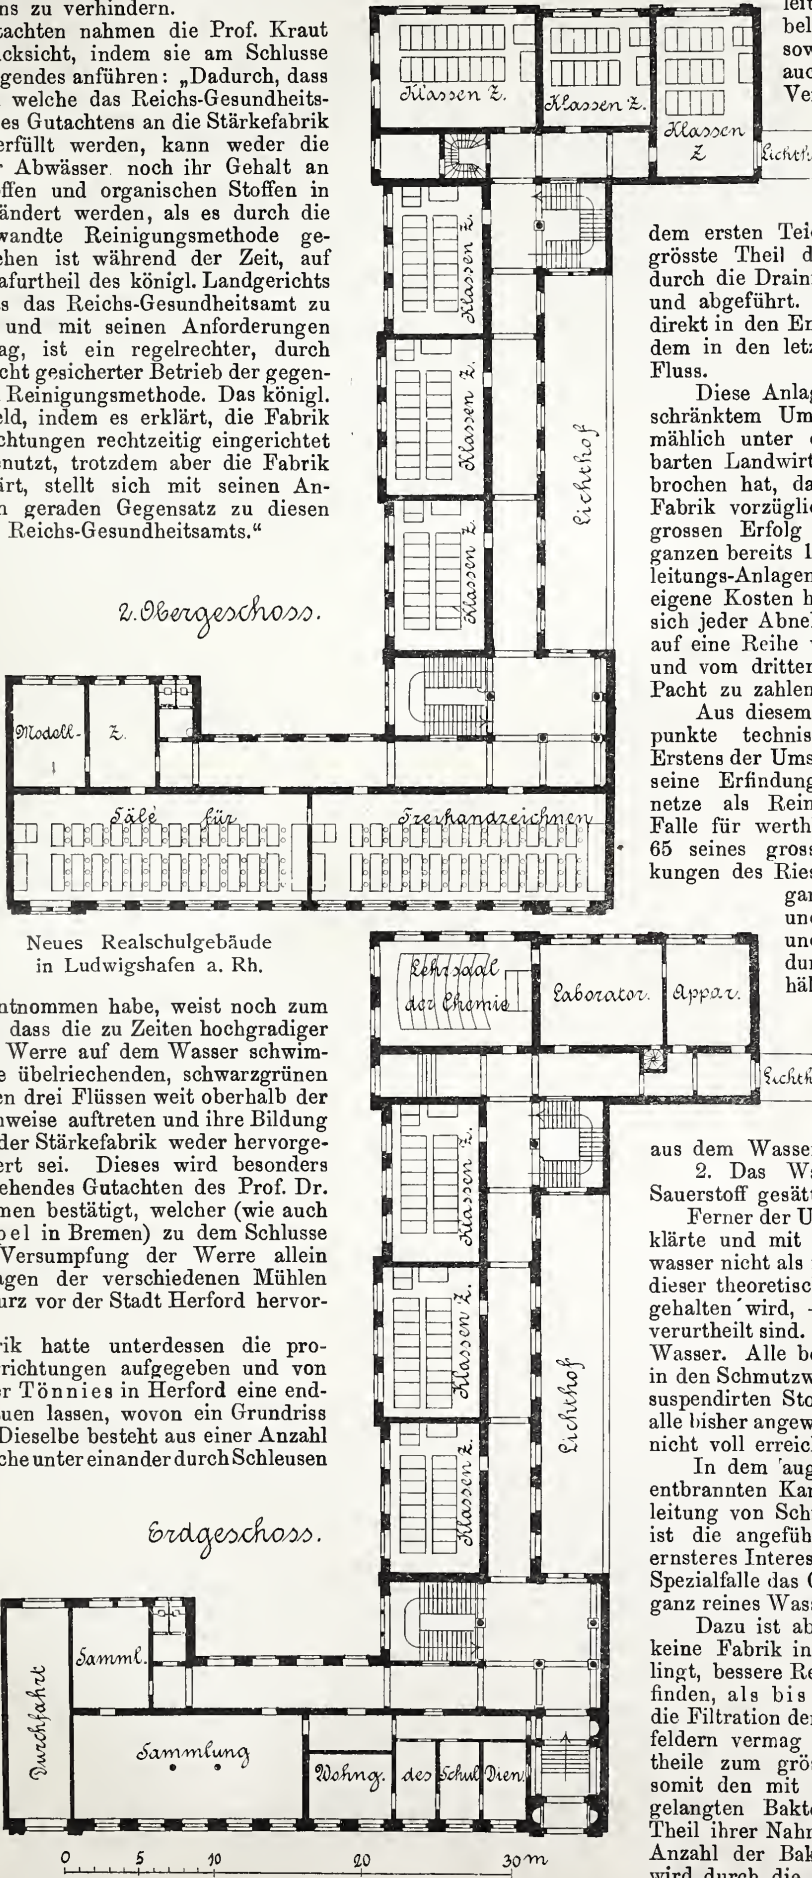 ns zu verhindern.
tachten nahmen die Prof. Kraut
cksicht, indem sie am Schlusse
gendes anführen: „Dadurch, dass
welche das Reichs-Gesundheits-
es Gutachtens an die Stärkefabrik
erfüllt werden, kann weder die
r Abwässer noch ihr Gehalt an
ffen und organischen Stoffen in
ändert werden, als es durch die
wandte Reinigungsmethode ge-
ehen ist während der Zeit, auf
afurtheil des königl. Landgerichts
s das Reichs-Gesundheitsamt zu
und mit seinen Anforderungen
ag, ist ein regelrechter, durch
cht gesicherter Betrieb der gegen-
Reinigungsmethode. Das königl.
eld, indem es erklärt, die Fabrik
chtungen rechtzeitig eingerichtet
nutzt, trotzdem aber die Fabrik
ärt, stellt sich mit seinen An-
n geraden Gegensatz zu diesen
Reichs-Gesundheitsamts.“
2. Obergeschoss.
Klassen Z.
Klassen Z.
Klassen
Z
Lichth.
Klassen Z.
Klassen Z.
Klassen Z.
Lichthof
Modell-
Z.
Säle für
Freihandzeichnen
Neues Realschulgebäude
in Ludwigshafen a. Rh.
ntnommen habe, weist noch zum
dass die zu Zeiten hochgradiger
Werre auf dem Wasser schwim-
e übelriechenden, schwarzgrünen
en drei Flüssen weit oberhalb der
nweise auftreten und ihre Bildung
der Stärkefabrik weder hervorge-
ert sei. Dieses wird besonders
ehendes Gutachten des Prof. Dr.
men bestätigt, welcher (wie auch
bel in Bremen) zu dem Schlusse
Versumpfung der Werre allein
agen der verschiedenen Mühlen
urz vor der Stadt Herford hervor-
rik hatte unterdessen die pro-
richtungen aufgegeben und von
r Tönnies in Herford eine end-
uen lassen, wovon ein Grundriss
Dieselbe besteht aus einer Anzahl
che unter einander durch Schleusen
Erdgeschoss.
Lehrsaal
der Chemie
Laborator.
Appar.
Lichth
Klassen Z.
Klassen Z.
Klassen Z.
Lichthof
Durchfahrt
Samml.
Sammlung
Wohng. des Schul Dien.
0 5 10 20 30 m
leit
bel
sow
auc
Ver
dem ersten Teic
grösste Theil d
durch die Drain
und abgeführt.
direkt in den Er
dem in den letz
Fluss.
Diese Anlag
schränktem Um
mählich unter
barten Landwirt
brochen hat, da
Fabrik vorzüglic
grossen Erfolg
ganzen bereits 1
leitungs-Anlagen
eigene Kosten h
sich jeder Abneh
auf eine Reihe
und vom dritten
Pacht zu zahlen
Aus diesem
punkte technis
Erstens der Ums
seine Erfindung
netze als Rein
Falle für werth
65 seines gross
kungen des Ries
gan
und
und
dur
häl
aus dem Wasse
2. Das Wa
Sauerstoff gesät
Ferner der U
klärte und mit
wasser nicht als
dieser theoretisc
gehalten wird, -
verurtheilt sind.
Wasser. Alle be
in den Schmutzw
suspendirten Sto
alle bisher angew
nicht voll erreic
In dem aug
entbrannten Kan
leitung von Sch
ist die angefüh
ernsteres Interes
Spezialfalle das G
ganz reines Was
Dazu ist ab
keine Fabrik in
lingt, bessere Re
finden, als bis
die Filtration der
feldern vermag
theile zum grö
somit den mit
gelangten Bakte
Theil ihrer Nahr
Anzahl der Bak
wird durch die